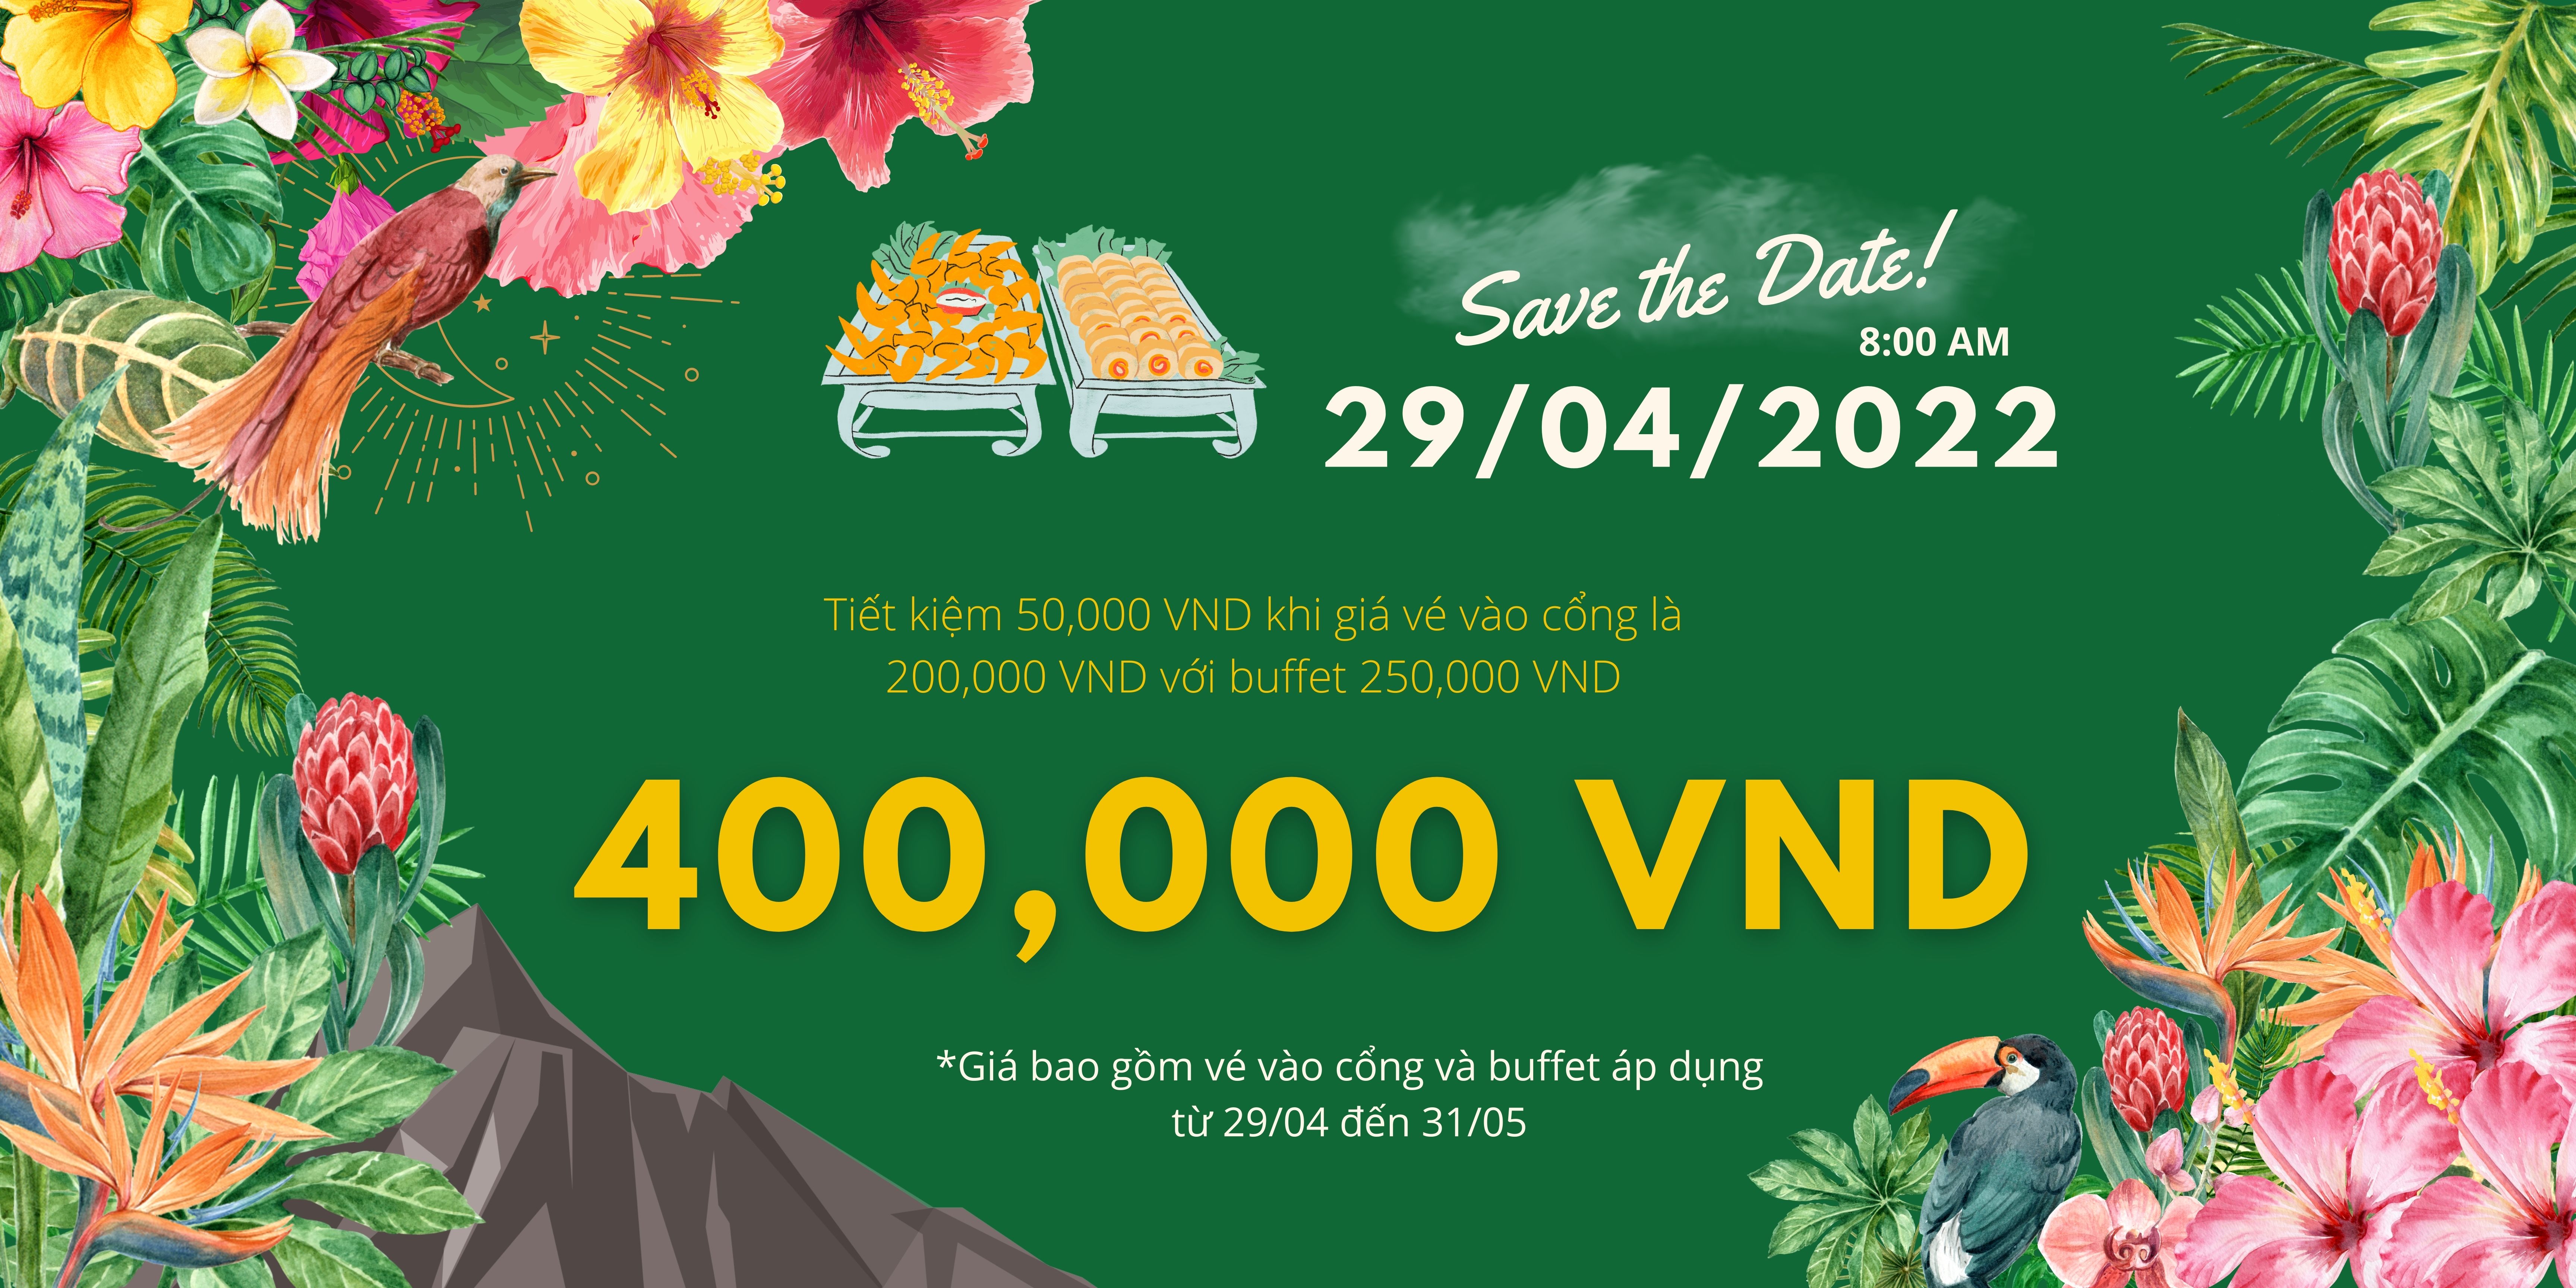 Save the Date!
8:00 AM
29/04/2022
Tiết kiệm 50,000 VND khi giá vé vào cổng là
200,000 VND với buffet 250,000 VND
400,000 VND
*Giá bao gồm vé vào cổng và buffet áp dụng
từ 29/04 đến 31/05